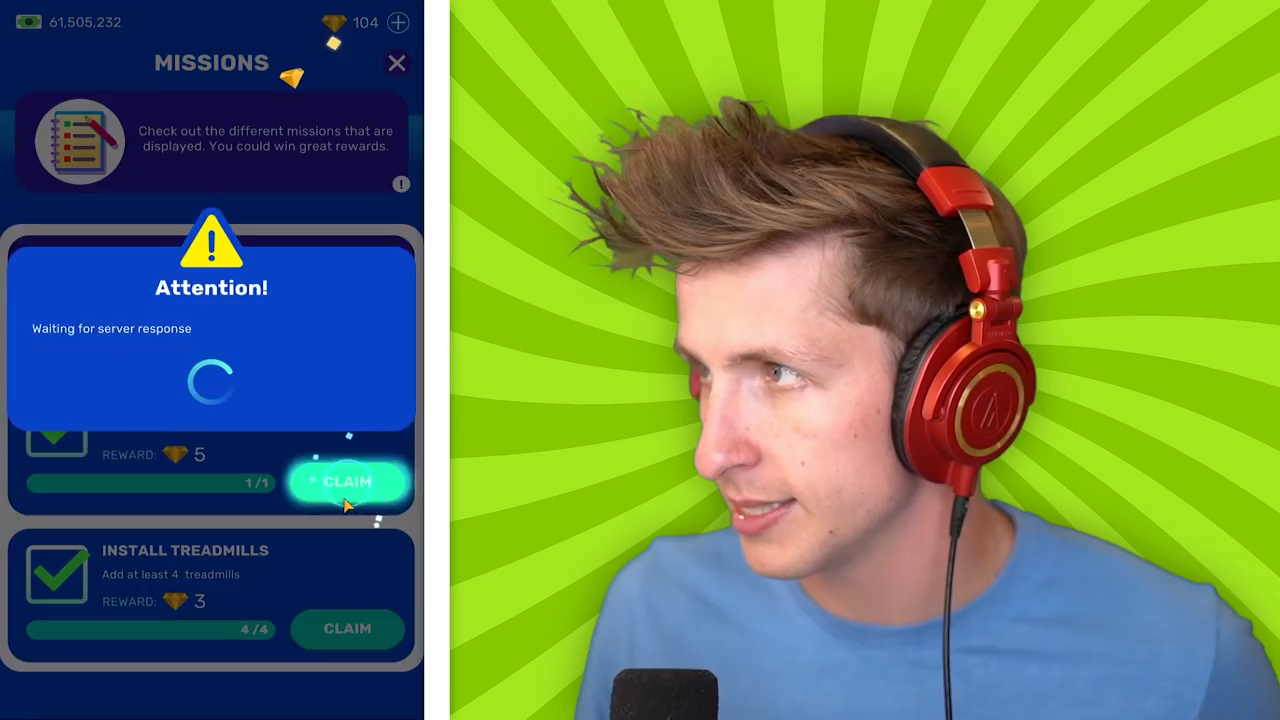 61,505,232
104
MISSIONS
Check out the different missions that are
displayed. You could win great rewards.
Attention!
Waiting for server response
REWARD: 5
1/1
CLAIM
INSTALL TREADMILLS
Add at least 4 treadmills
REWARD: 3
4/4
CLAIM